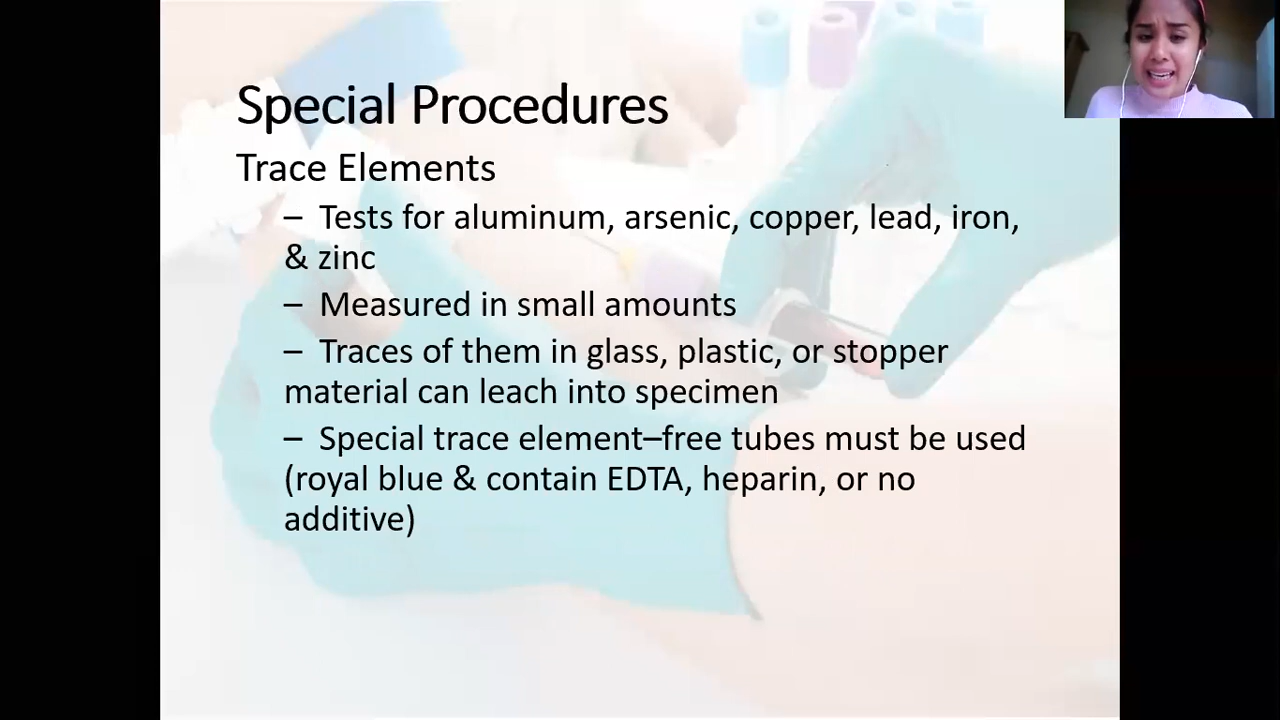 Special Procedures
Trace Elements
– Tests for aluminum, arsenic, copper, lead, iron,
& zinc
– Measured in small amounts
– Traces of them in glass, plastic, or stopper
material can leach into specimen
– Special trace element–free tubes must be used
(royal blue & contain EDTA, heparin, or no
additive)